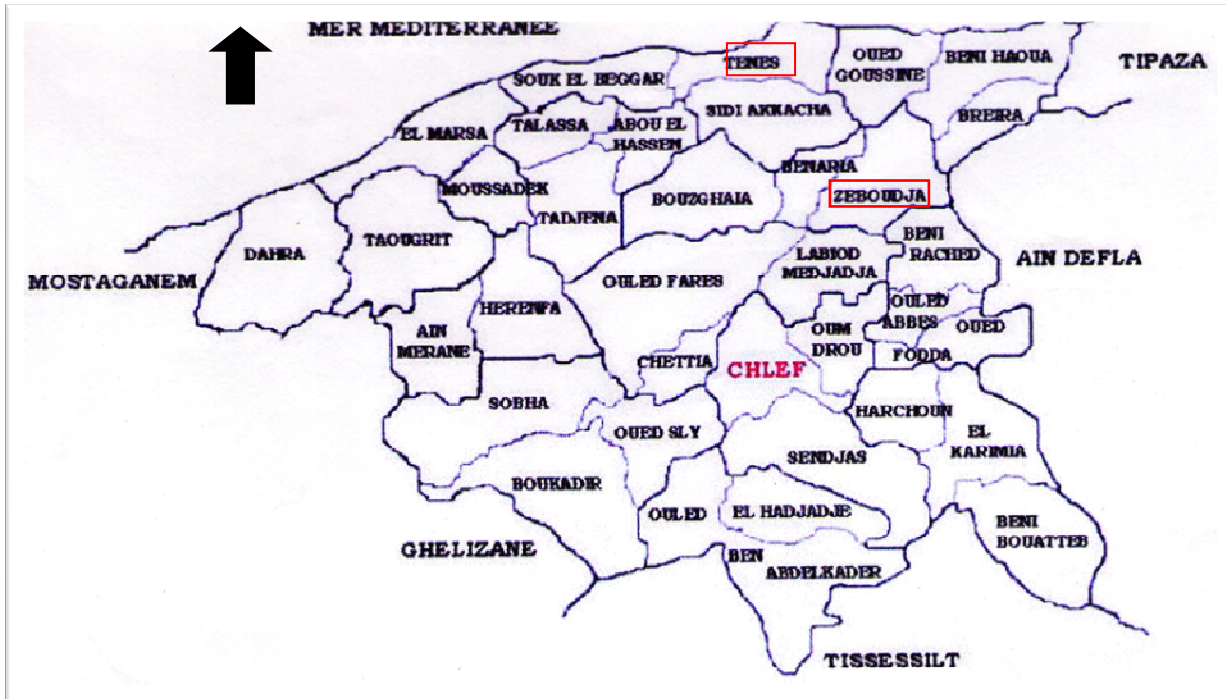 MER MEDITERRANEE
TIPAZA
TENES
OUED
GOUSSINE
BENI HAOUA
SOUK EL BEGGAR
SIDI AKKACHA
BREIRA
EL MARSA
TALASSA
ABOU EL
HASSEN
MOUSSADEK
BENARIA
ZEBOUDJA
BOUZGHAIA
TADJENA
TAOUGRIT
DAHRA
BENI
RACHED
LABIOD
MEDJADJA
AIN DEFLA
MOSTAGANEM
OULED FARES
HERENFA
OULED
ABBES
OUED
FODDA
AIN
MERANE
OUM
DROU
CHETTIA
CHLEF
SOBHA
HARCHOUN
OUED SLY
EL
KARIMIA
SENDJAS
BOUKADIR
OULED
EL HADJADJE
BENI
BOUATTEB
GHELIZANE
BEN
ABDELKADER
TISSESSILT